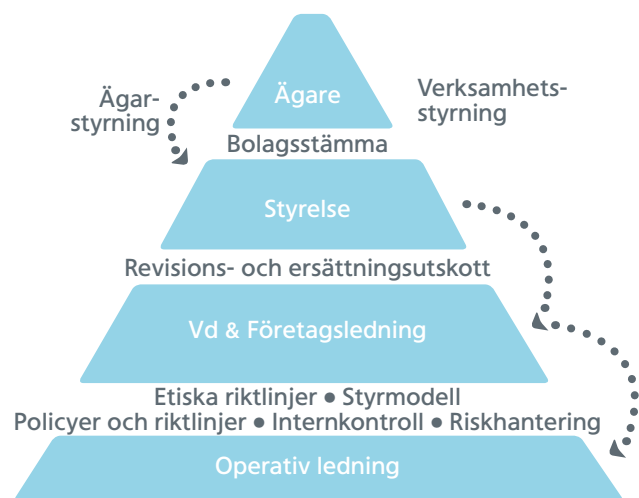 Ägar-
styrning
Ägare
Verksamhets-
styrning
Bolagsstämma
Styrelse
Revisions- och ersättningsutskott
Vd & Företagsledning
Etiska riktlinjer ● Styrmodell
Policyer och riktlinjer ● Internkontroll ● Riskhantering
Operativ ledning